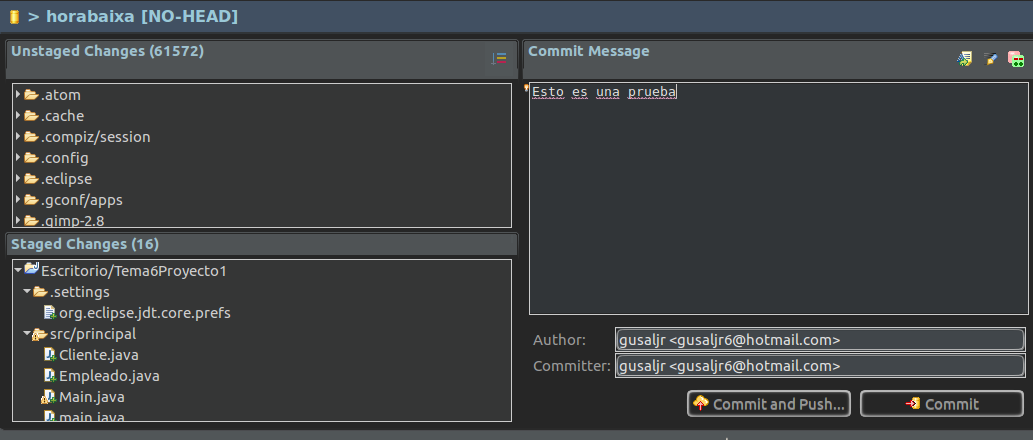 > horabaixa [NO-HEAD]
Unstaged Changes (61572)
.atom
.cache
.compiz/session
.config
.eclipse
.gconf/apps
.gimp-2.8
Staged Changes (16)
Escritorio/Tema6Proyecto1
.settings
org.eclipse.jdt.core.prefs
src/principal
Cliente.java
Empleado.java
Main.java
main.java
Commit Message
Esto es una prueba
Author: gusaljr <gusaljr6@hotmail.com>
Committer: gusaljr <gusaljr6@hotmail.com>
Commit and Push...
Commit